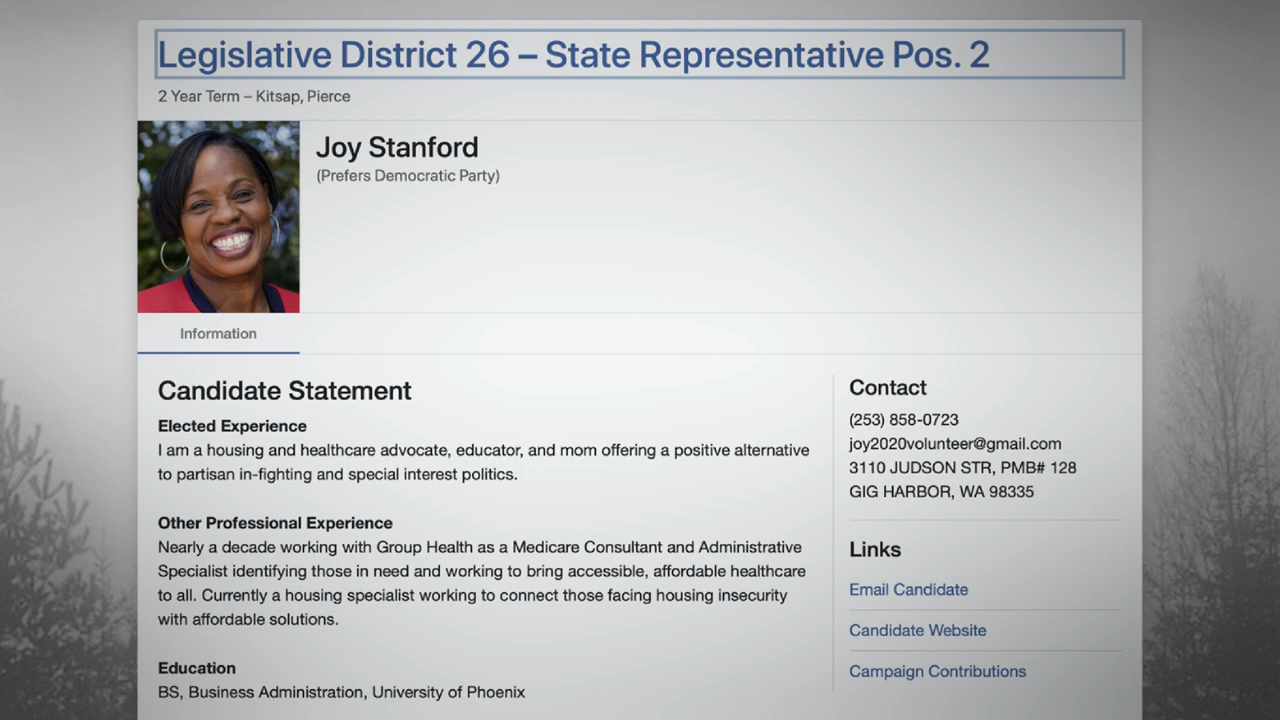 Legislative District 26 – State Representative Pos. 2
2 Year Term – Kitsap, Pierce
Joy Stanford
(Prefers Democratic Party)
Information
Candidate Statement
Elected Experience
I am a housing and healthcare advocate, educator, and mom offering a positive alternative
to partisan in-fighting and special interest politics.
Other Professional Experience
Nearly a decade working with Group Health as a Medicare Consultant and Administrative
Specialist identifying those in need and working to bring accessible, affordable healthcare
to all. Currently a housing specialist working to connect those facing housing insecurity
with affordable solutions.
Education
BS, Business Administration, University of Phoenix
Contact
(253) 858-0723
joy2020volunteer@gmail.com
3110 JUDSON STR, PMB# 128
GIG HARBOR, WA 98335
Links
Email Candidate
Candidate Website
Campaign Contributions